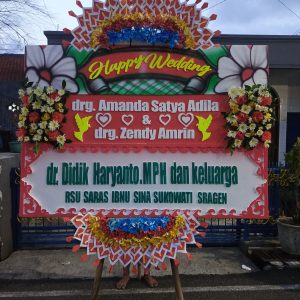 Happy Wedding
drg. Amanda Satya Adila
&
drg. Zendy Amrin
dr. Didik Haryanto.MPH dan keluarga
RSU SARAS IBNU SINA SUKOWATI SRAGEN